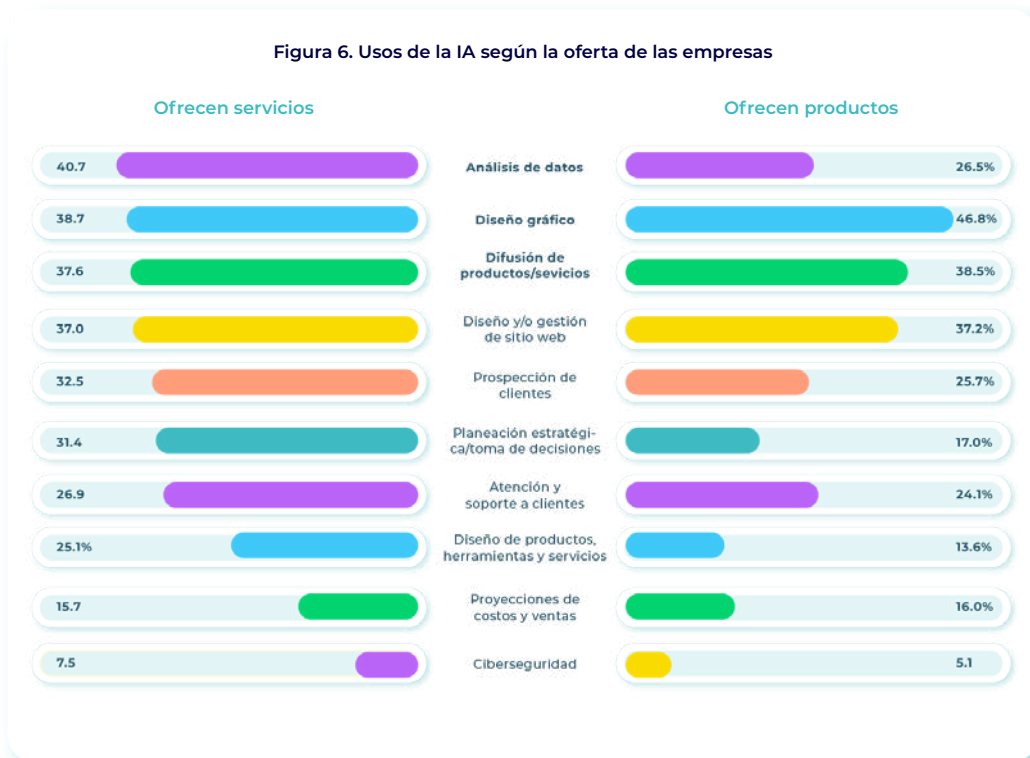 Figura 6. Usos de la IA según la oferta de las empresas
Ofrecen servicios
Ofrecen productos
40.7
Análisis de datos
26.5%
38.7
Diseño gráfico
46.8%
37.6
Difusión de
productos/sevicios
38.5%
37.0
Diseño y/o gestión
de sitio web
37.2%
32.5
Prospección de
clientes
25.7%
31.4
Planeación estratégi-
ca/toma de decisiones
17.0%
26.9
Atención y
soporte a clientes
24.1%
25.1%
Diseño de productos,
herramientas y servicios
13.6%
15.7
Proyecciones de
costos y ventas
16.0%
7.5
Ciberseguridad
5.1